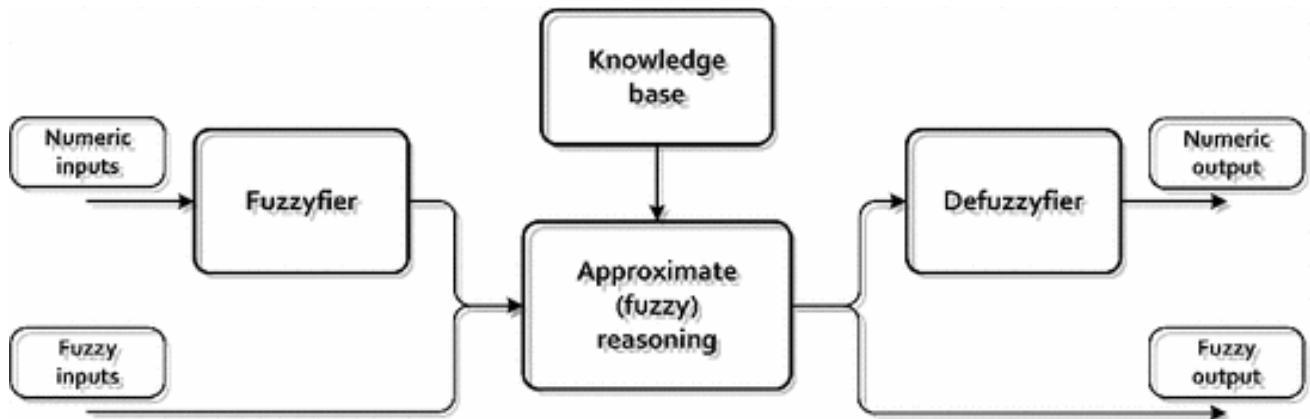 Knowledge
base
Numeric
inputs
Fuzzyfier
Defuzzyfier
Numeric
output
Approximate
(fuzzy)
reasoning
Fuzzy
inputs
Fuzzy
output